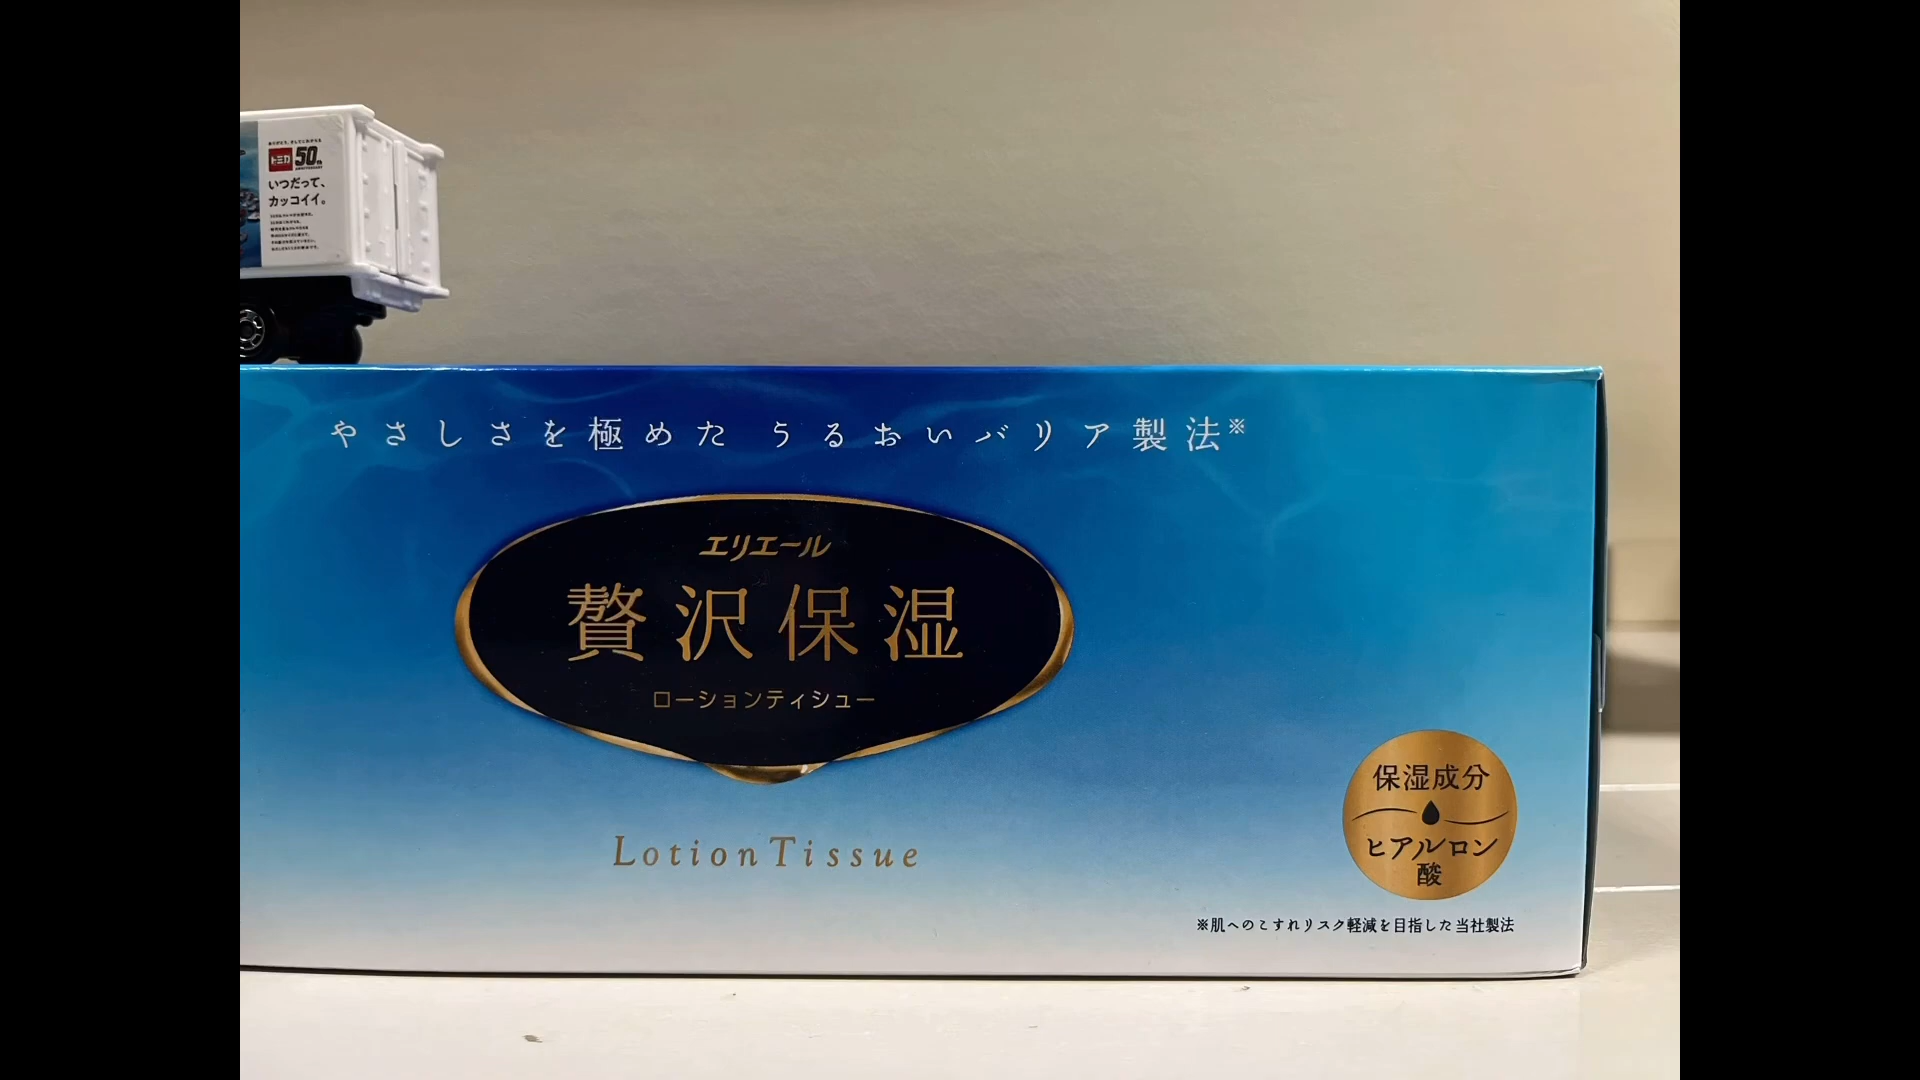 トミカ 50th
ANNIVERSARY
いつだって、
カッコイイ。
やさしさを極めた うるおいバリア製法※
エリエール
贅沢保湿
ローションティシュー
Lotion Tissue
保湿成分
ヒアルロン
酸
※肌へのこすれリスク軽減を目指した当社製法